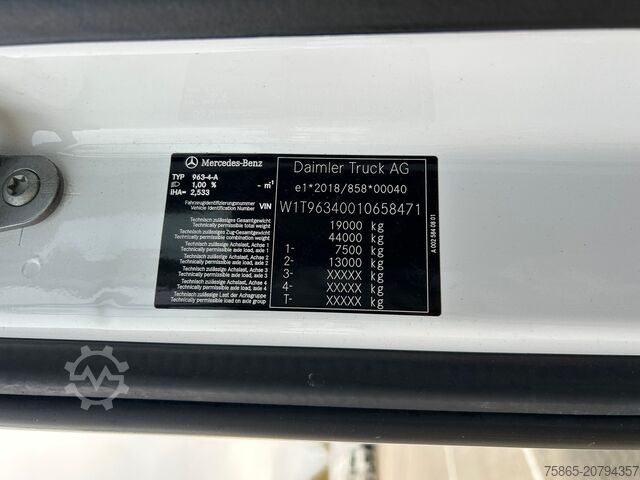 Mercedes-Benz
TYP 963-4-A
1,00 % - m³
iHA= 2,533
Daimler Truck AG
e1*2018/858*00040
Fahrzeugidentifizierungsnummer
Vehicle Identification Number VIN W1T96340010658471
Technisch zulässiges Gesamtgewicht
Technically permissible total weight 19000 kg
Technisch zulässiges Zug-Gesamtgewicht
Technically permissible combination weight 44000 kg
Technisch zulässige Achslast, Achse 1
Technically permissible axle load, axle 1 1- 7500 kg
Technisch zulässige Achslast, Achse 2
Technically permissible axle load, axle 2 2- 13000 kg
Technisch zulässige Achslast, Achse 3
Technically permissible axle load, axle 3 3- XXXXX kg
Technisch zulässige Achslast, Achse 4
Technically permissible axle load, axle 4 4- XXXXX kg
Technisch zulässige Last der Achsgruppe
Technically permissible load on axle group T- XXXXX kg
75865-20794357